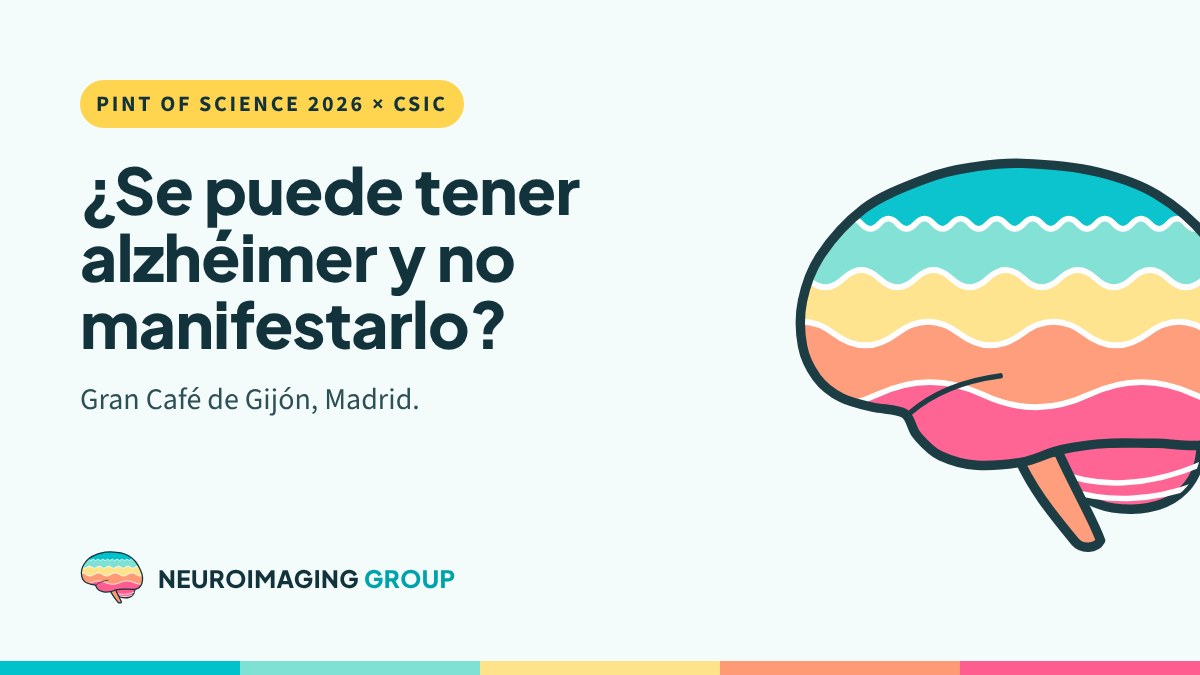 PINT OF SCIENCE 2026 × CSIC
¿Se puede tener
alzhéimer y no
manifestarlo?
Gran Café de Gijón, Madrid.
NEUROIMAGING GROUP